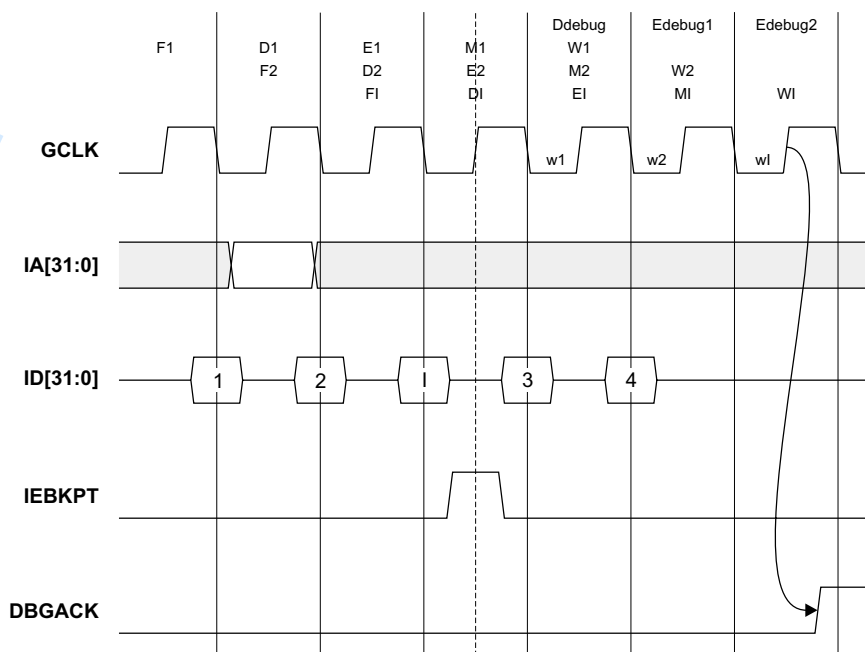 Ddebug Edebug1 Edebug2
F1 D1 E1 M1 W1
F2 D2 E2 M2 W2
FI DI EI MI WI
GCLK w1 w2 wI
IA[31:0]
ID[31:0] 1 2 I 3 4
IEBKPT
DBGACK